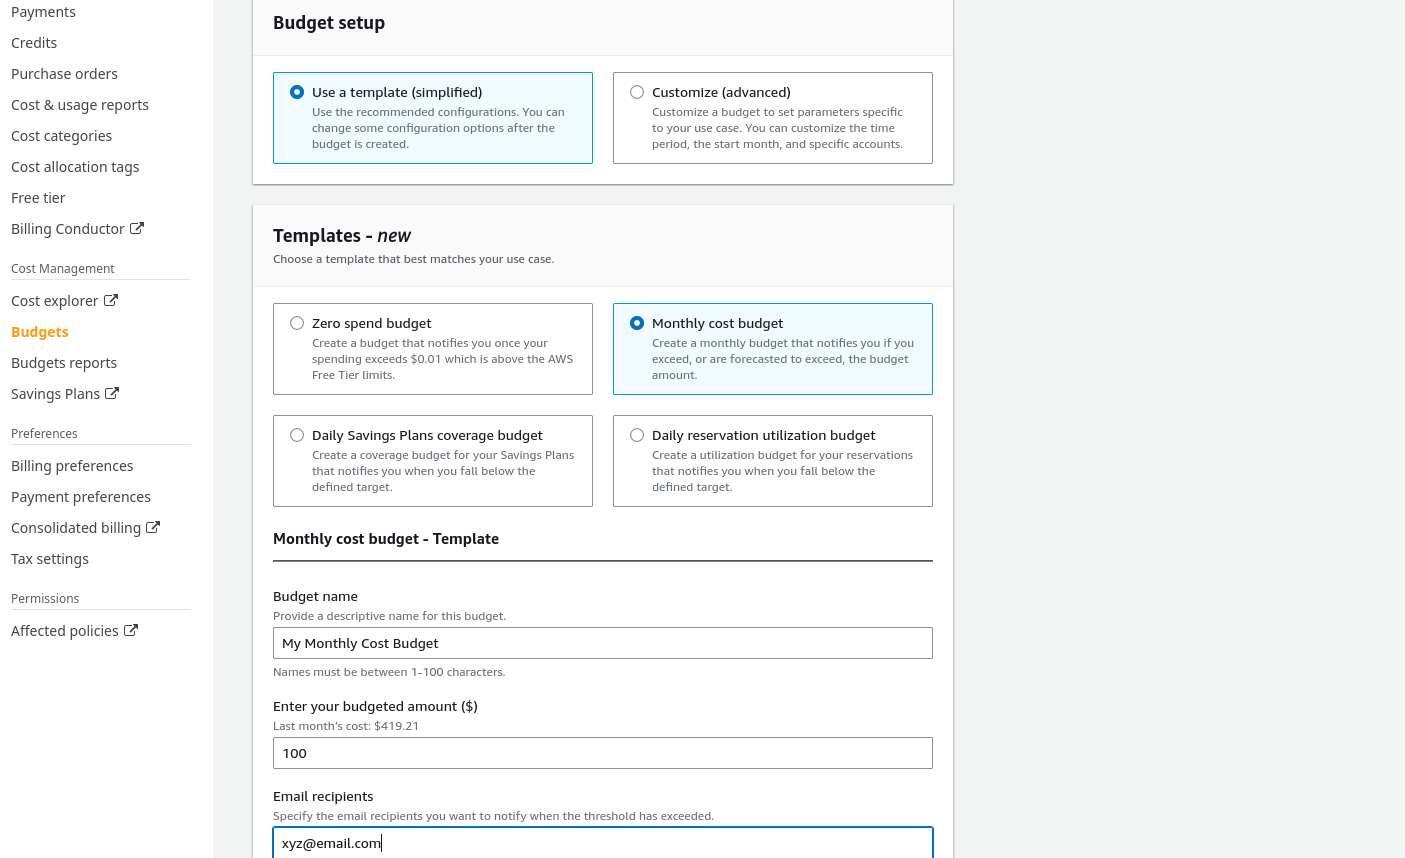 Payments
Credits
Purchase orders
Cost & usage reports
Cost categories
Cost allocation tags
Free tier
Billing Conductor
Cost Management
Cost explorer
Budgets
Budgets reports
Savings Plans
Preferences
Billing preferences
Payment preferences
Consolidated billing
Tax settings
Permissions
Affected policies
Budget setup
Use a template (simplified)
Use the recommended configurations. You can
change some configuration options after the
budget is created.
Customize (advanced)
Customize a budget to set parameters specific
to your use case. You can customize the time
period, the start month, and specific accounts.
Templates - new
Choose a template that best matches your use case.
Zero spend budget
Create a budget that notifies you once your
spending exceeds $0.01 which is above the AWS
Free Tier limits.
Monthly cost budget
Create a monthly budget that notifies you if you
exceed, or are forecasted to exceed, the budget
amount.
Daily Savings Plans coverage budget
Create a coverage budget for your Savings Plans
that notifies you when you fall below the
defined target.
Daily reservation utilization budget
Create a utilization budget for your reservations
that notifies you when you fall below the
defined target.
Monthly cost budget - Template
Budget name
Provide a descriptive name for this budget.
My Monthly Cost Budget
Names must be between 1-100 characters.
Enter your budgeted amount ($)
Last month's cost: $419.21
100
Email recipients
Specify the email recipients you want to notify when the threshold has exceeded.
xyz@email.com